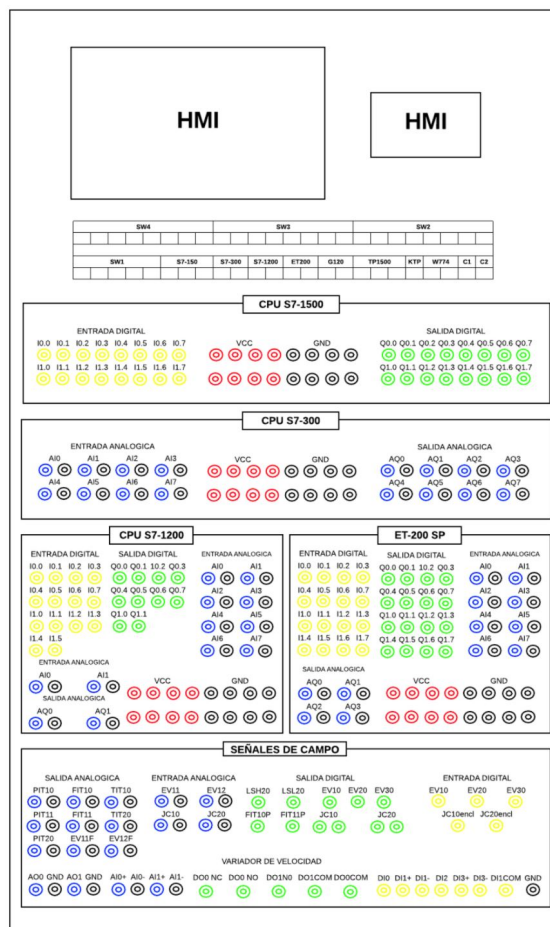 HMI
HMI
SW4 SW3 SW2
SW1 S7-150 S7-300 S7-1200 ET200 G120 TP1500 KTP W774 C1 C2
CPU S7-1500
ENTRADA DIGITAL
I0.0 I0.1 I0.2 I0.3 I0.4 I0.5 I0.6 I0.7
I1.0 I1.1 I1.2 I1.3 I1.4 I1.5 I1.6 I1.7
VCC GND
SALIDA DIGITAL
Q0.0 Q0.1 Q0.2 Q0.3 Q0.4 Q0.5 Q0.6 Q0.7
Q1.0 Q1.1 Q1.2 Q1.3 Q1.4 Q1.5 Q1.6 Q1.7
CPU S7-300
ENTRADA ANALOGICA
AI0 AI1 AI2 AI3
AI4 AI5 AI6 AI7
VCC GND
SALIDA ANALOGICA
AQ0 AQ1 AQ2 AQ3
AQ4 AQ5 AQ6 AQ7
CPU S7-1200
ENTRADA DIGITAL
I0.0 I0.1 I0.2 I0.3
I0.4 I0.5 I0.6 I0.7
I1.0 I1.1 I1.2 I1.3
I1.4 I1.5
SALIDA DIGITAL
Q0.0 Q0.1 10.2 Q0.3
Q0.4 Q0.5 Q0.6 Q0.7
Q1.0 Q1.1
ENTRADA ANALOGICA
AI0 AI1
AI2 AI3
AI4 AI5
AI6 AI7
ENTRADA ANALOGICA
AI0 AI1
SALIDA ANALOGICA
AQ0 AQ1
VCC GND
ET-200 SP
ENTRADA DIGITAL
I0.0 I0.1 I0.2 I0.3
I0.4 I0.5 I0.6 I0.7
I1.0 I1.1 I1.2 I1.3
I1.4 I1.5 I1.6 I1.7
SALIDA DIGITAL
Q0.0 Q0.1 10.2 Q0.3
Q0.4 Q0.5 Q0.6 Q0.7
Q1.0 Q1.1 Q1.2 Q1.3
Q1.4 Q1.5 Q1.6 Q1.7
ENTRADA ANALOGICA
AI0 AI1
AI2 AI3
AI4 AI5
AI6 AI7
SALIDA ANALOGICA
AQ0 AQ1
AQ2 AQ3
VCC GND
SEÑALES DE CAMPO
SALIDA ANALOGICA
PIT10 FIT10 TIT10
PIT11 FIT11 TIT20
PIT20 EV11F EV12F
ENTRADA ANALOGICA
EV11 EV12
JC10 JC20
SALIDA DIGITAL
LSH20 LSL20 EV10 EV20 EV30
FIT10P FIT11P JC10 JC20
ENTRADA DIGITAL
EV10 EV20 EV30
JC10encl JC20encl
VARIADOR DE VELOCIDAD
AO0 GND AO1 GND AI0+ AI0- AI1+ AI1- DO0 NC DO0 NO DO1N0 DO1COM DO0COM DI0 DI1+ DI1- DI2 DI3+ DI3- DI1COM GND